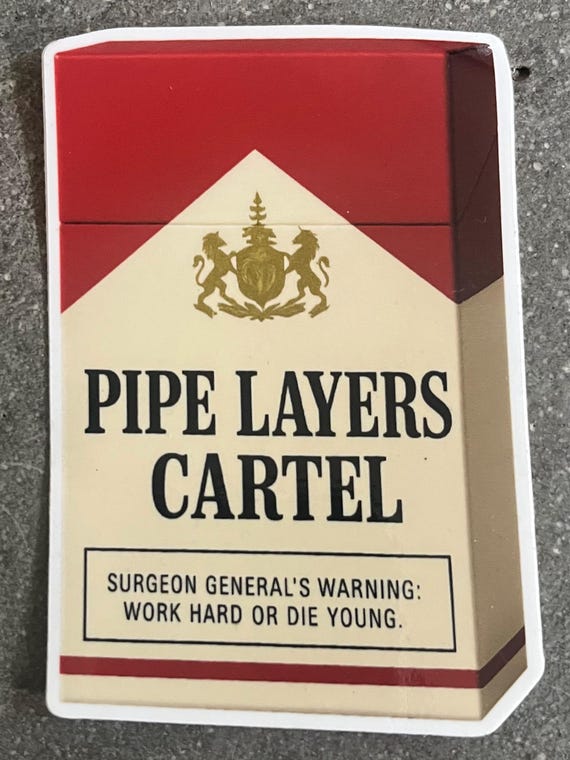 PIPE LAYERS
CARTEL
SURGEON GENERAL'S WARNING:
WORK HARD OR DIE YOUNG.